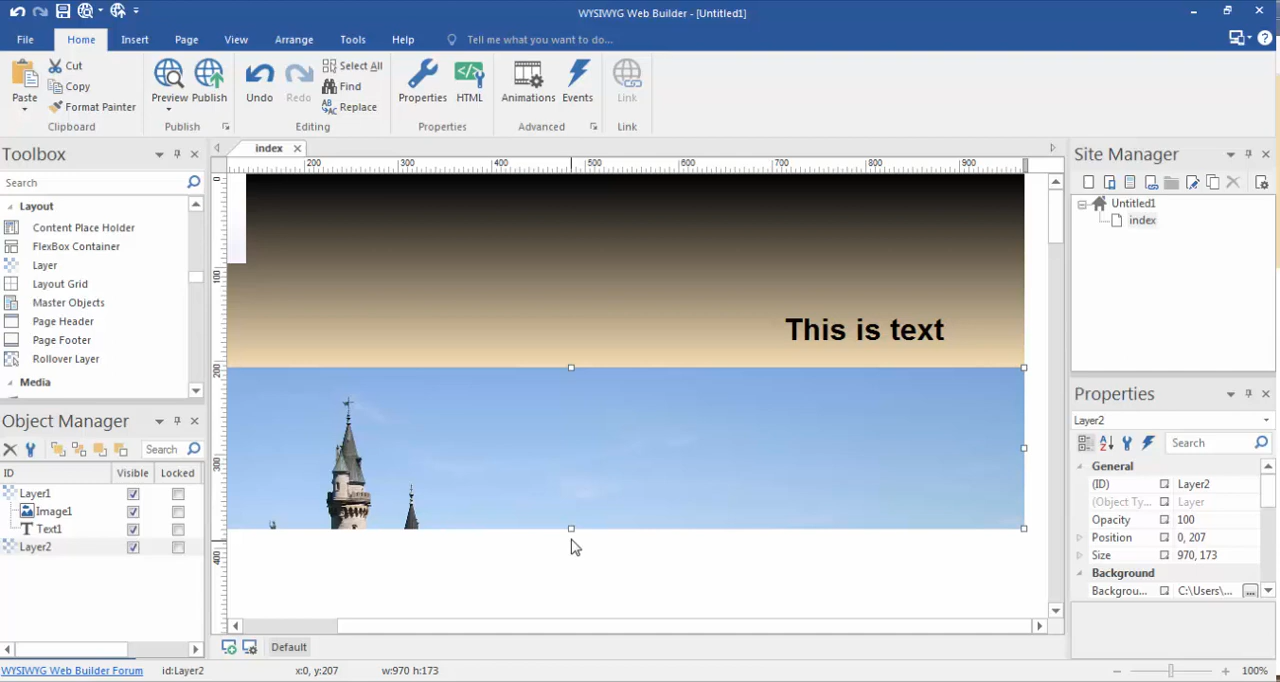 WYSIWYG Web Builder - [Untitled1]
File Home Insert Page View Arrange Tools Help Tell me what you want to do...
Paste
Cut
Copy
Format Painter
Clipboard
Preview Publish
Publish
Undo Redo
Select All
Find
Replace
Editing
Properties HTML
Properties
Animations Events
Advanced
Link
Link
Toolbox
Search
Layout
Content Place Holder
FlexBox Container
Layer
Layout Grid
Master Objects
Page Header
Page Footer
Rollover Layer
Media
Object Manager
Search
ID Visible Locked
Layer1
Image1
Text1
Layer2
index
200 300 400 500 600 700 800 900
0
100
200
300
400
This is text
Default
Site Manager
Untitled1
index
Properties
Layer2
Search
General
(ID) Layer2
(Object Ty... Layer
Opacity 100
Position 0, 207
Size 970, 173
Background
Backgrou... C:\Users\...
WYSIWYG Web Builder Forum id:Layer2 x:0, y:207 w:970 h:173 100%